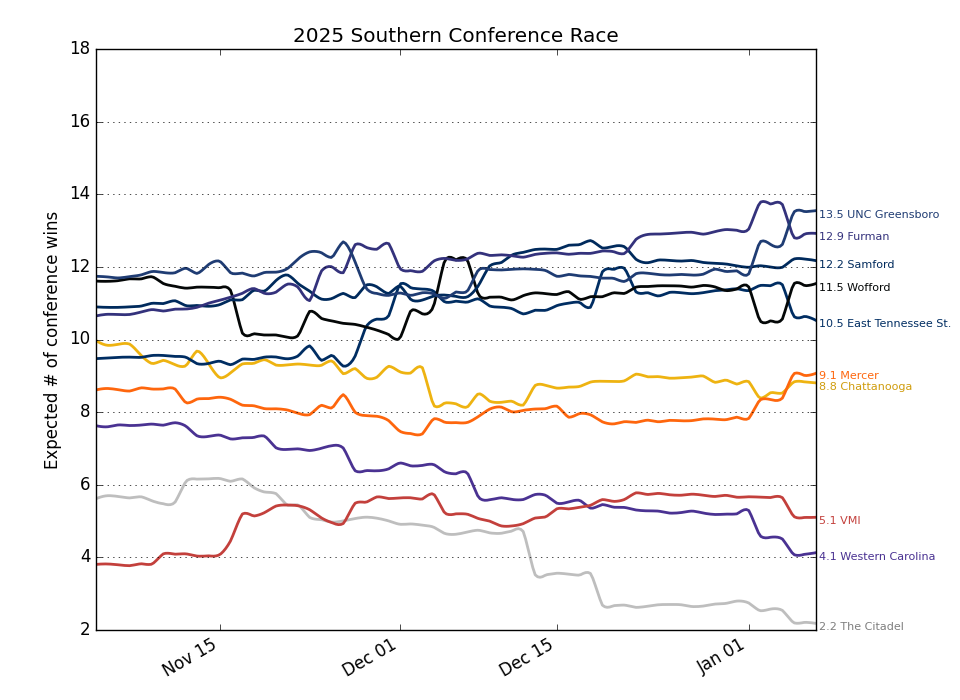 2025 Southern Conference Race
Expected # of conference wins
18
16
14
12
10
8
6
4
2
Nov 15
Dec 01
Dec 15
Jan 01
13.5 UNC Greensboro
12.9 Furman
12.2 Samford
11.5 Wofford
10.5 East Tennessee St.
9.1 Mercer
8.8 Chattanooga
5.1 VMI
4.1 Western Carolina
2.2 The Citadel